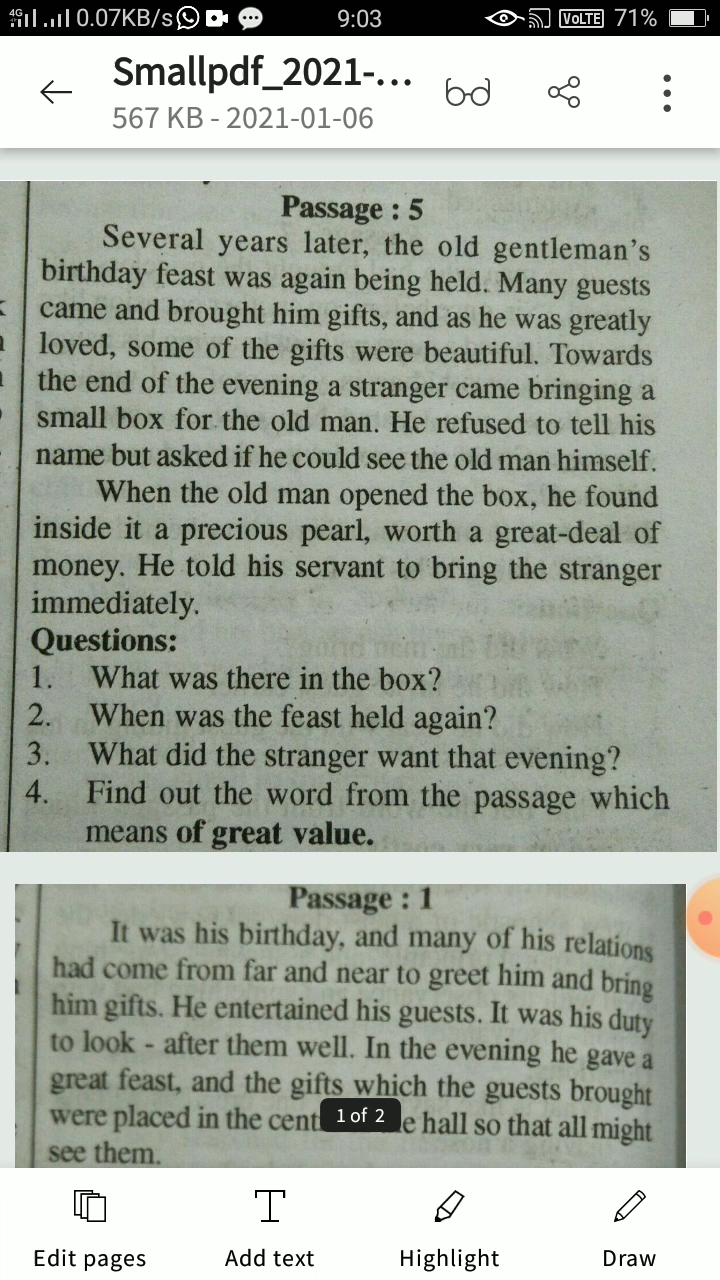 4G 0.07KB/s 9:03 VoLTE 71%
Smallpdf_2021-...
567 KB - 2021-01-06
Passage : 5
Several years later, the old gentleman's
birthday feast was again being held. Many guests
came and brought him gifts, and as he was greatly
loved, some of the gifts were beautiful. Towards
the end of the evening a stranger came bringing a
small box for the old man. He refused to tell his
name but asked if he could see the old man himself.
When the old man opened the box, he found
inside it a precious pearl, worth a great-deal of
money. He told his servant to bring the stranger
immediately.
Questions:
1. What was there in the box?
2. When was the feast held again?
3. What did the stranger want that evening?
4. Find out the word from the passage which
means of great value.
Passage : 1
It was his birthday, and many of his relations
had come from far and near to greet him and bring
him gifts. He entertained his guests. It was his duty
to look - after them well. In the evening he gave a
great feast, and the gifts which the guests brought
were placed in the hall so that all might
1 of 2
see them.
Edit pages Add text Highlight Draw